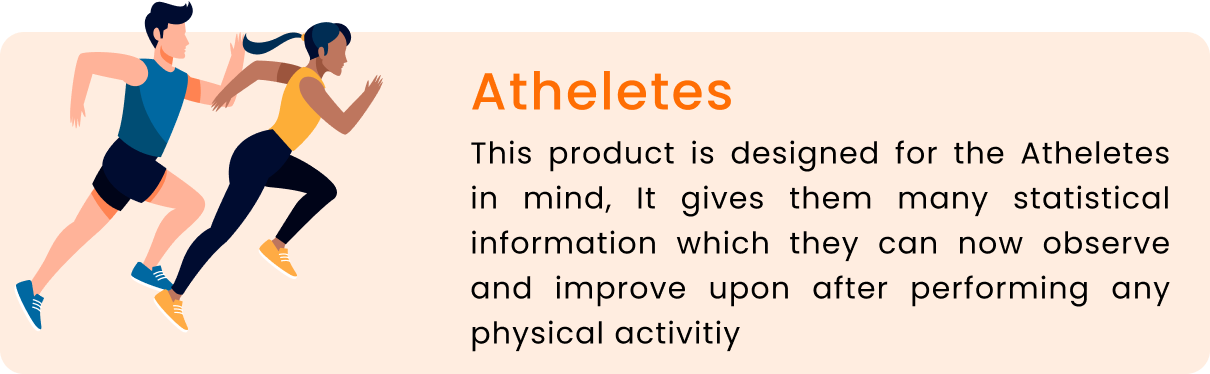 Atheletes
This product is designed for the Atheletes
in mind, It gives them many statistical
information which they can now observe
and improve upon after performing any
physical activitiy